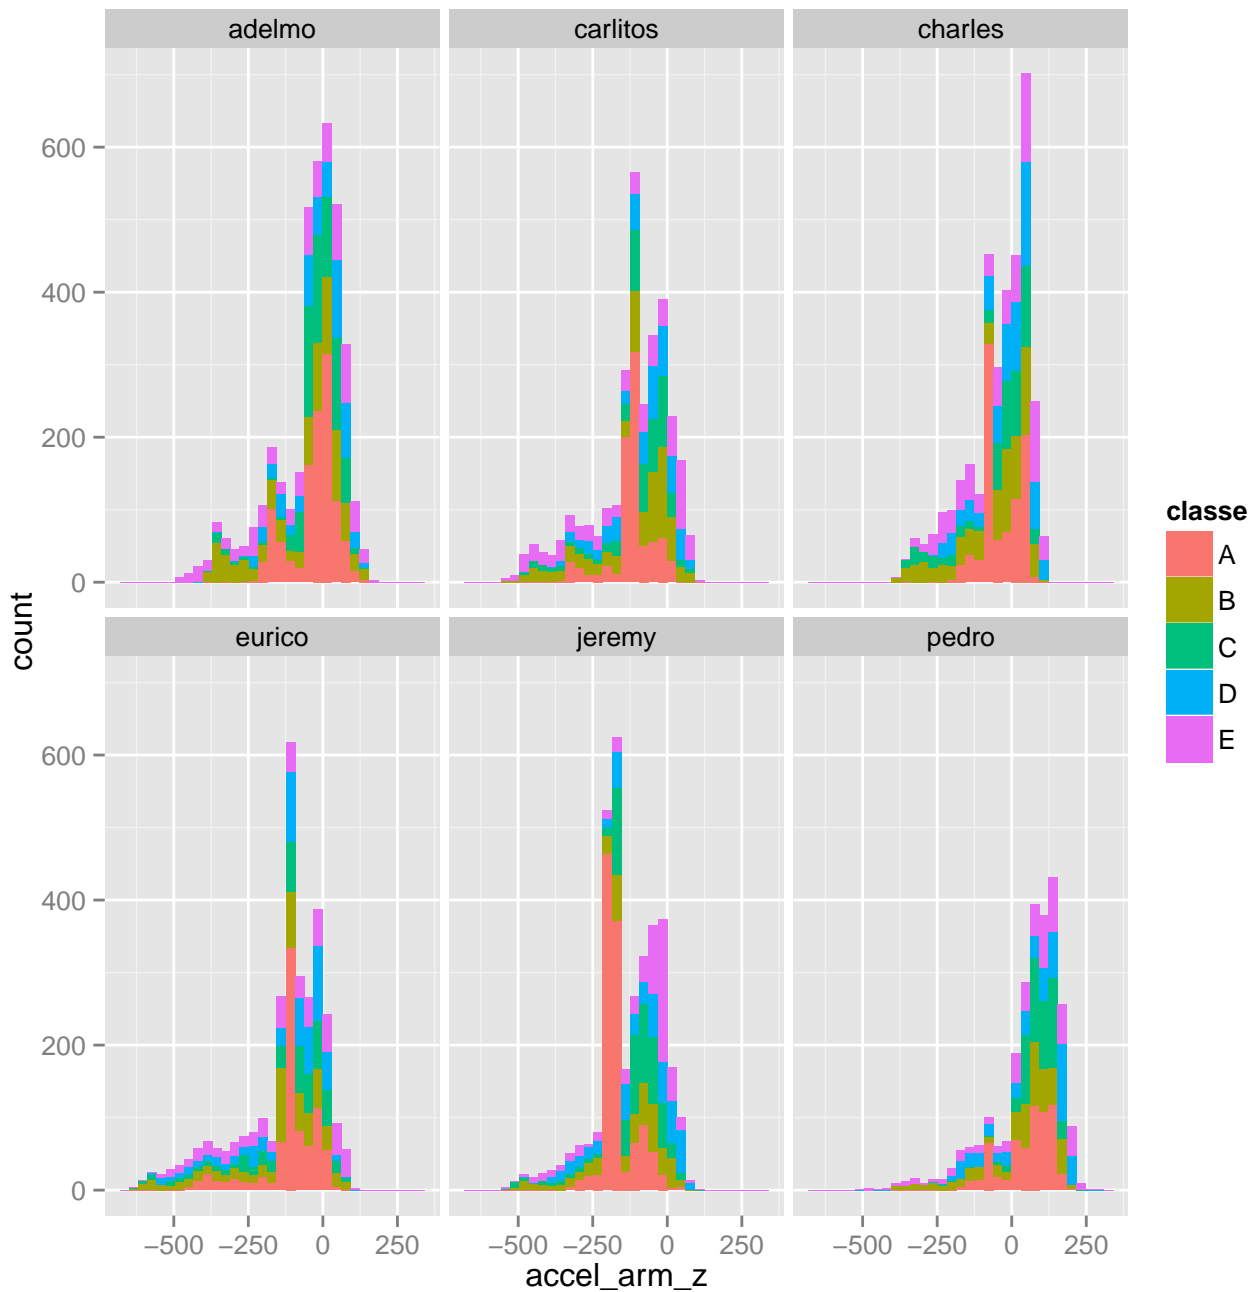 adelmo carlitos charles
600
400
200
0
count
eurico jeremy pedro
600
400
200
0
−500 −250 0 250 −500 −250 0 250 −500 −250 0 250
accel_arm_z
classe
A
B
C
D
E